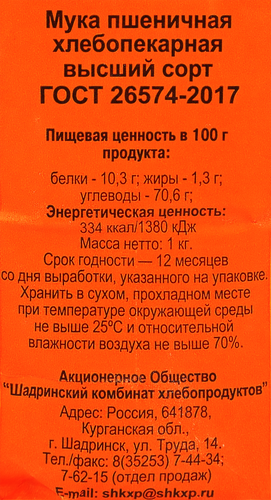 Мука пшеничная
хлебопекарная
высший сорт
ГОСТ 26574-2017
Пищевая ценность в 100 г
продукта:
белки - 10,3 г; жиры - 1,3 г;
углеводы - 70,6 г;
Энергетическая ценность:
334 ккал/1380 кДж
Масса нетто: 1 кг.
Срок годности — 12 месяцев
со дня выработки, указанного на упаковке.
Хранить в сухом, прохладном месте
при температуре окружающей среды
не выше 25ºС и относительной
влажности воздуха не выше 70%.
Акционерное Общество
"Шадринский комбинат хлебопродуктов"
Адрес: Россия, 641878,
Курганская обл.,
г. Шадринск, ул. Труда, 14.
Тел./факс: 8(35253) 7-44-34;
7-62-15 (отдел продаж)
E-mail: shkxp@shkxp.ru